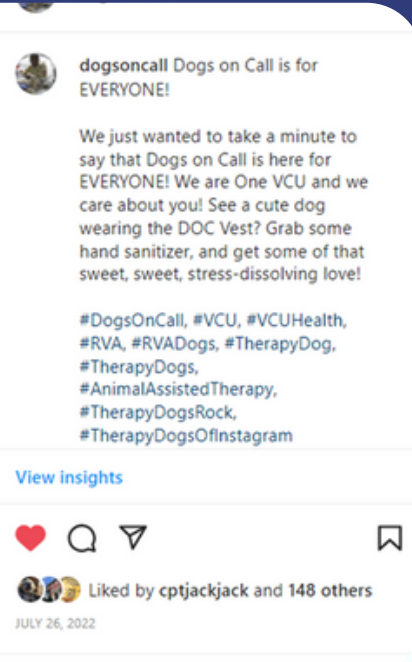 dogsoncall Dogs on Call is for
EVERYONE!
We just wanted to take a minute to
say that Dogs on Call is here for
EVERYONE! We are One VCU and we
care about you! See a cute dog
wearing the DOC Vest? Grab some
hand sanitizer, and get some of that
sweet, sweet, stress-dissolving love!
#DogsOnCall, #VCU, #VCUHealth,
#RVA, #RVADogs, #TherapyDog,
#TherapyDogs,
#AnimalAssistedTherapy,
#TherapyDogsRock,
#TherapyDogsOfInstagram
View insights
Liked by cptjackjack and 148 others
JULY 26, 2022